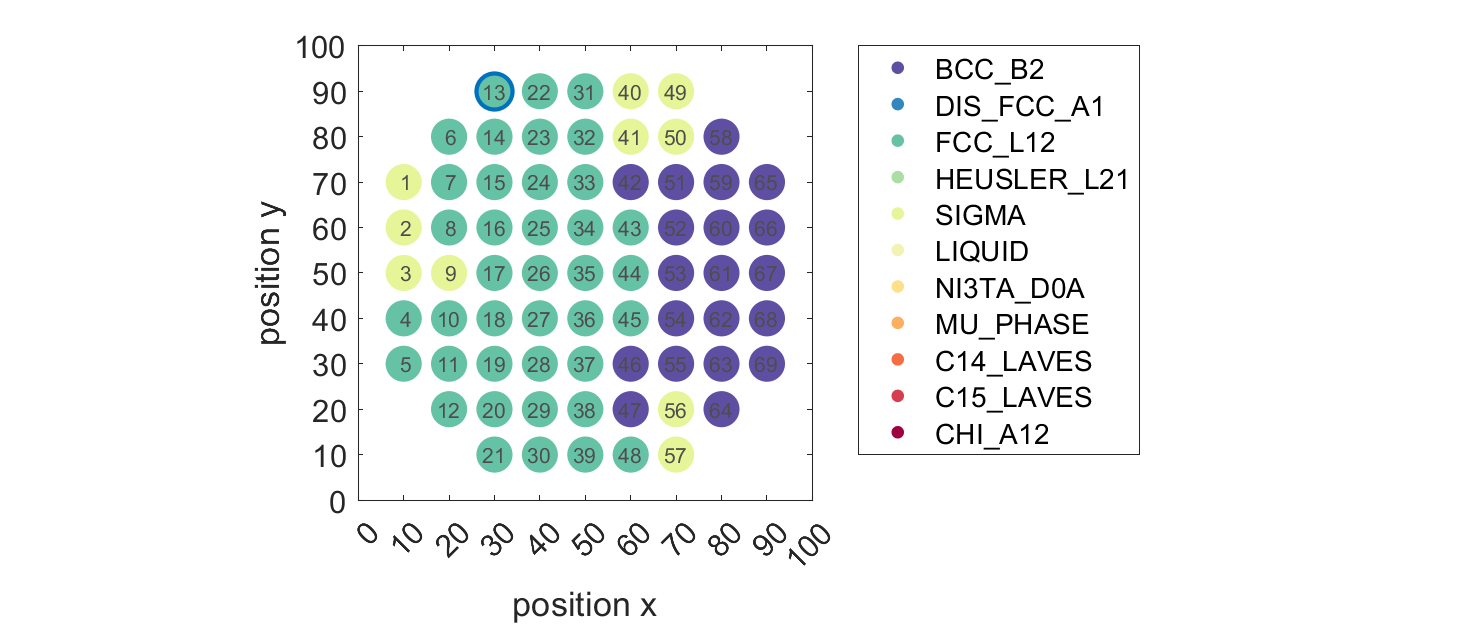 100
90 13 22 31 40 49
80 6 14 23 32 41 50 58
70 1 7 15 24 33 42 51 59 65
60 2 8 16 25 34 43 52 60 66
50 3 9 17 26 35 44 53 61 67
40 4 10 18 27 36 45 54 62 68
30 5 11 19 28 37 46 55 63 69
20 12 20 29 38 47 56 64
10 21 30 39 48 57
0
position y
0 10 20 30 40 50 60 70 80 90 100
position x
BCC_B2
DIS_FCC_A1
FCC_L12
HEUSLER_L21
SIGMA
LIQUID
NI3TA_D0A
MU_PHASE
C14_LAVES
C15_LAVES
CHI_A12